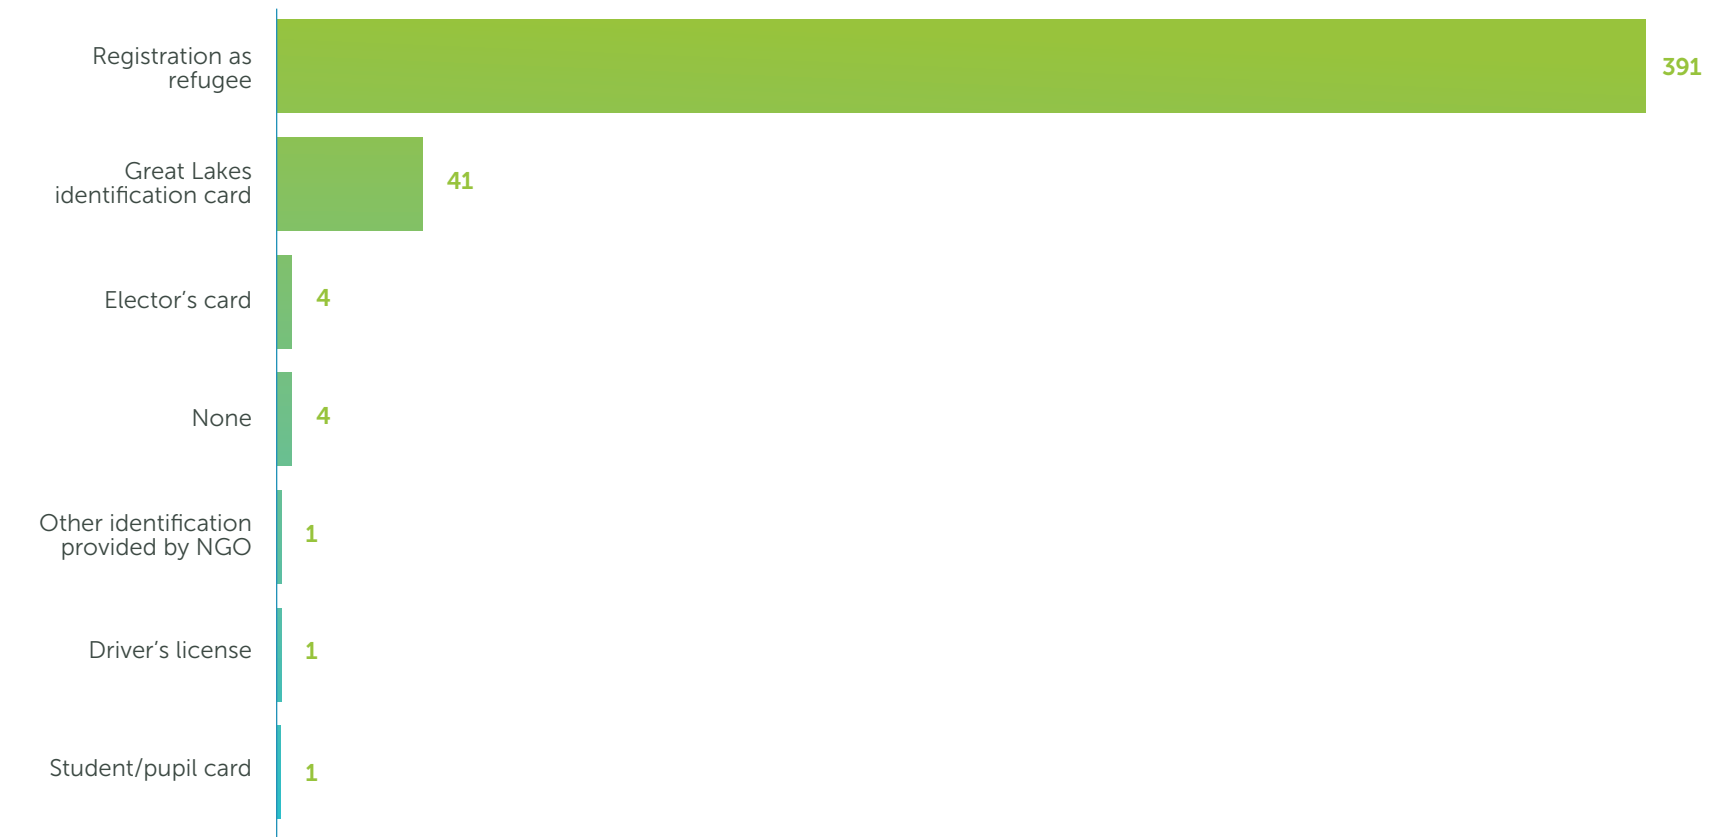 Registration as
refugee
391
Great Lakes
identification card
41
Elector’s card
4
None
4
Other identification
provided by NGO
1
Driver’s license
1
Student/pupil card
1